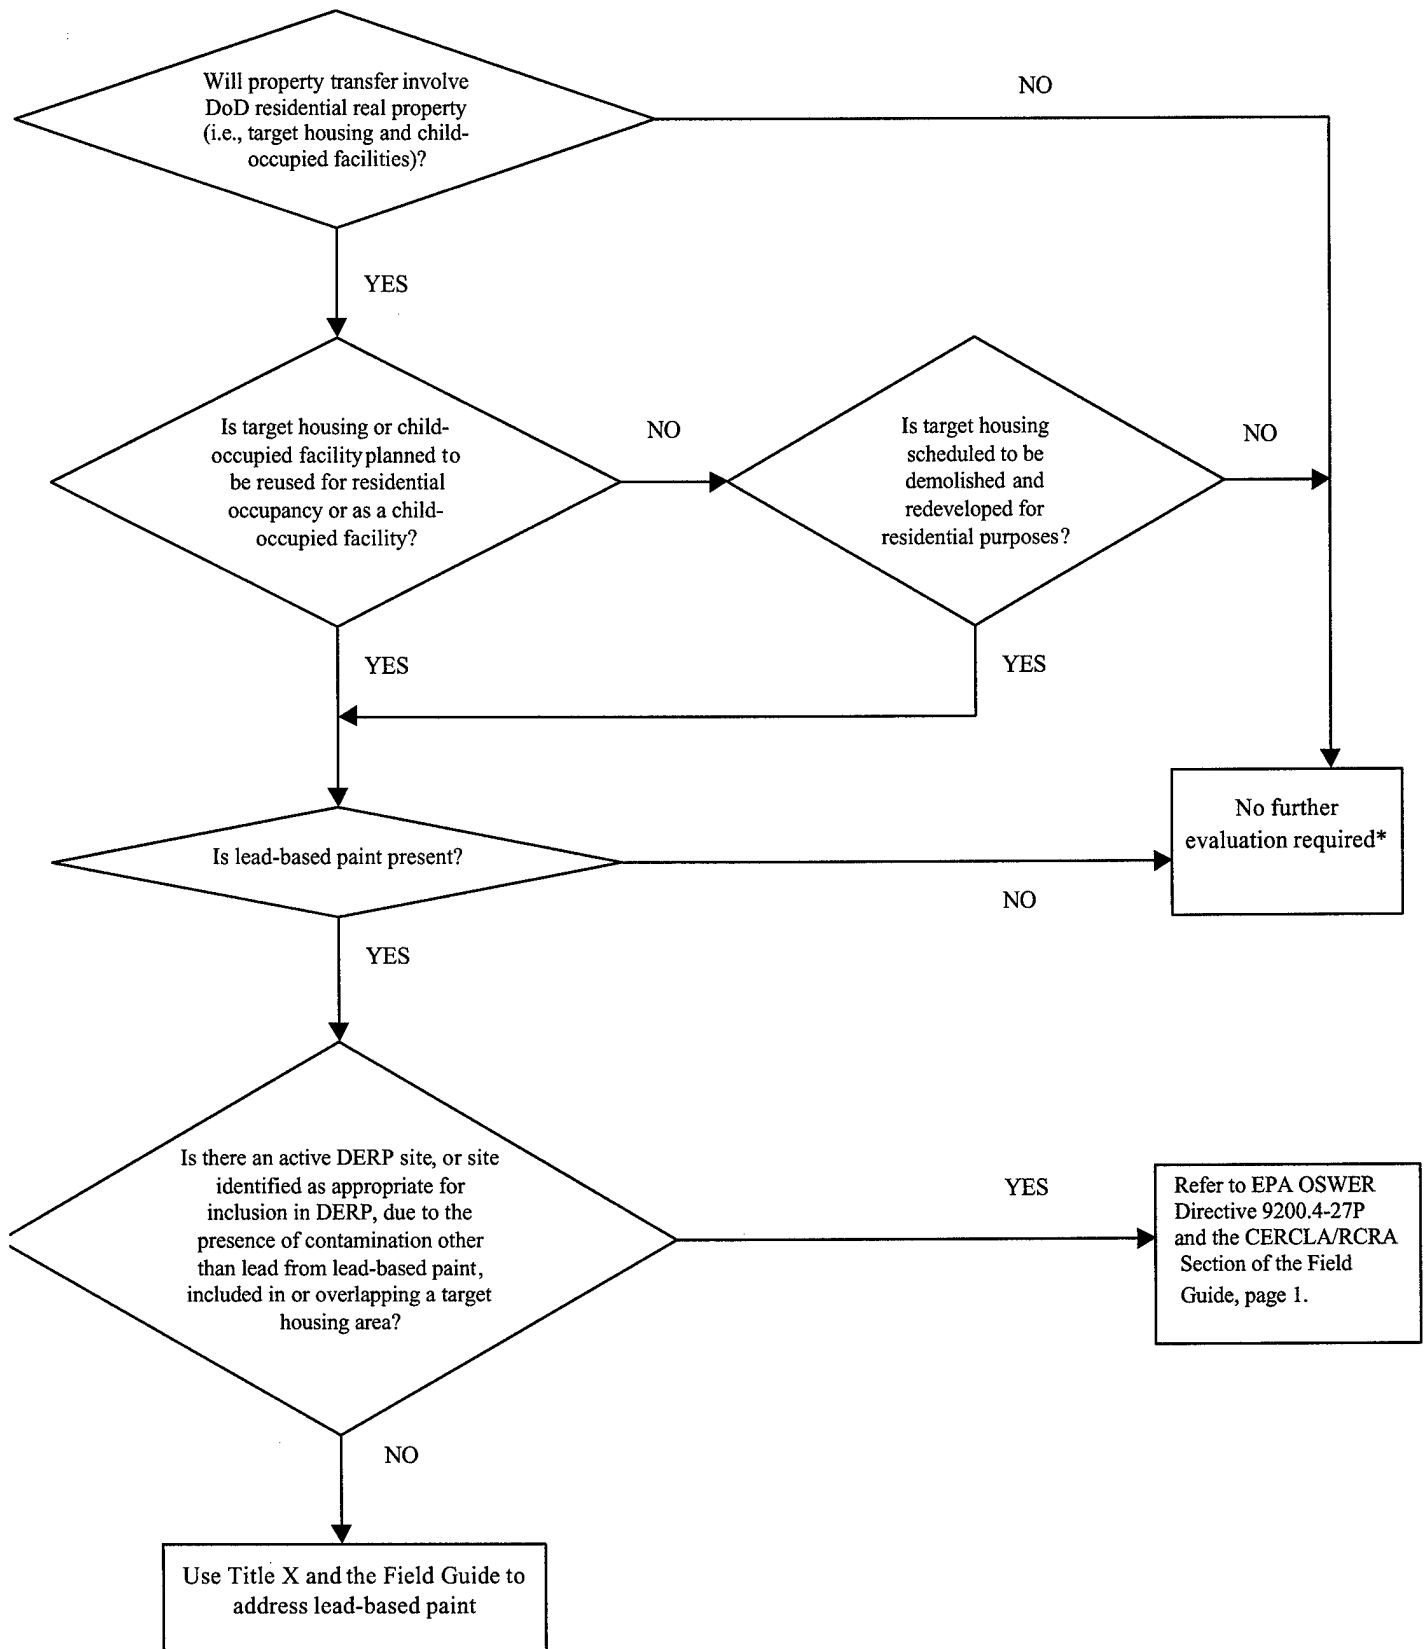 Will property transfer involve
DoD residential real property
(i.e., target housing and child-
occupied facilities)?
NO
YES
Is target housing or child-
occupied facility planned to
be reused for residential
occupancy or as a child-
occupied facility?
NO
Is target housing
scheduled to be
demolished and
redeveloped for
residential purposes?
NO
YES
YES
No further
evaluation required*
Is lead-based paint present?
NO
YES
Is there an active DERP site, or site
identified as appropriate for
inclusion in DERP, due to the
presence of contamination other
than lead from lead-based paint,
included in or overlapping a target
housing area?
YES
Refer to EPA OSWER
Directive 9200.4-27P
and the CERCLA/RCRA
Section of the Field
Guide, page 1.
NO
Use Title X and the Field Guide to
address lead-based paint